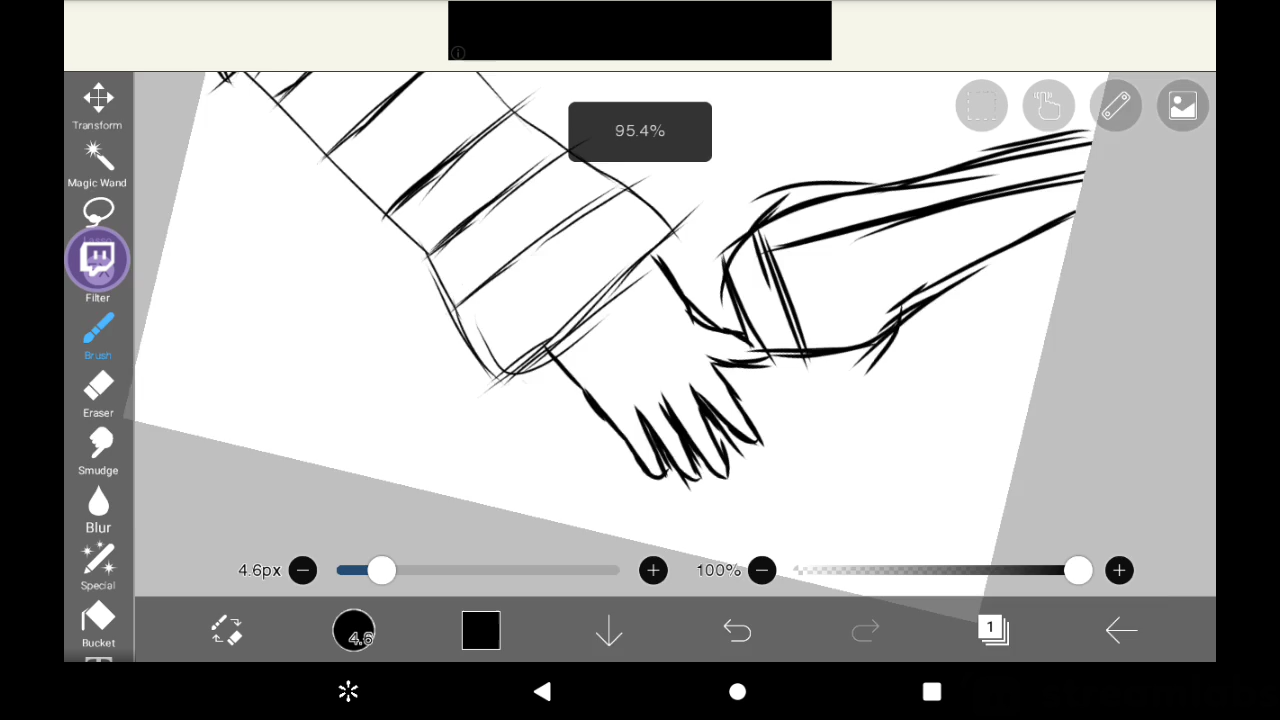 95.4%
Transform
Magic Wand
Filter
Brush
Eraser
Smudge
Blur
Special
Bucket
4.6px
100%
4.6
1